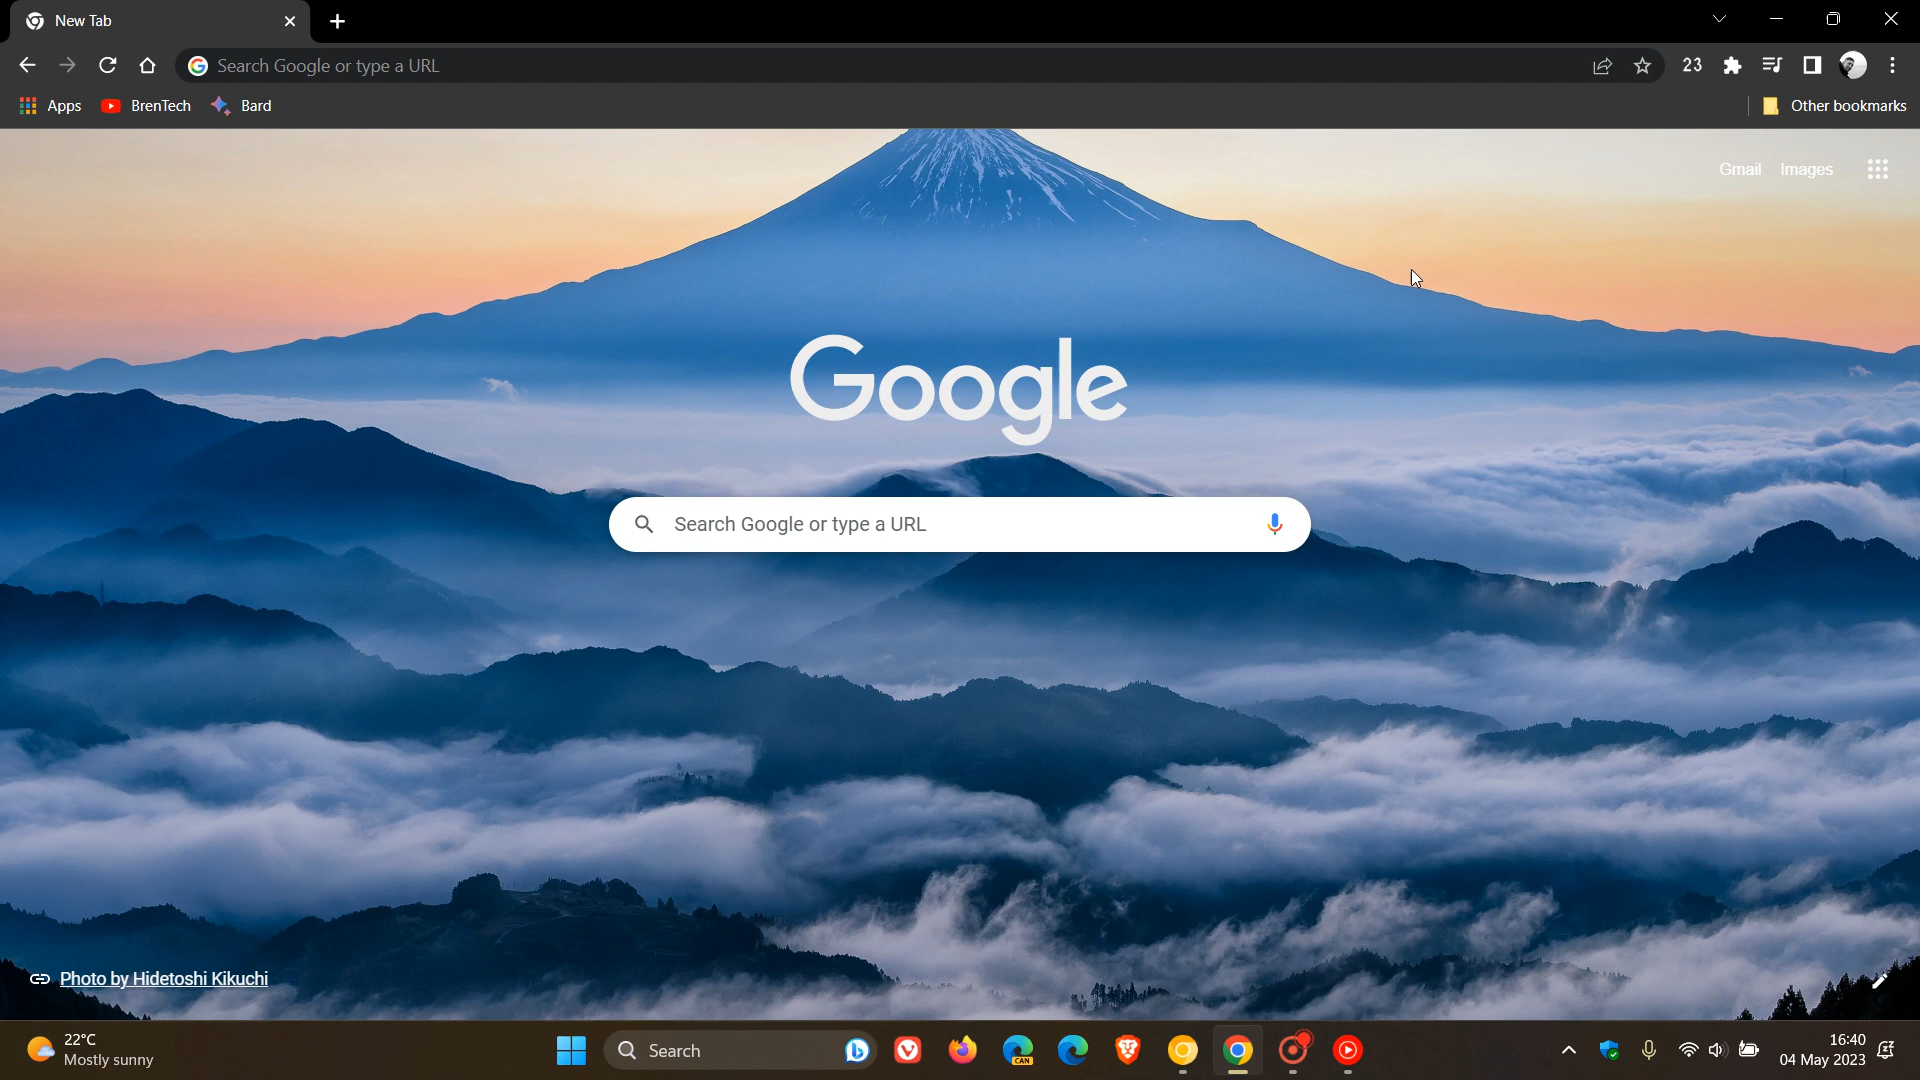 New Tab
Search Google or type a URL
23
Apps
BrenTech
Bard
Other bookmarks
Gmail
Images
Google
Search Google or type a URL
Photo by Hidetoshi Kikuchi
22°C
Mostly sunny
Search
CAN
16:40
04 May 2023